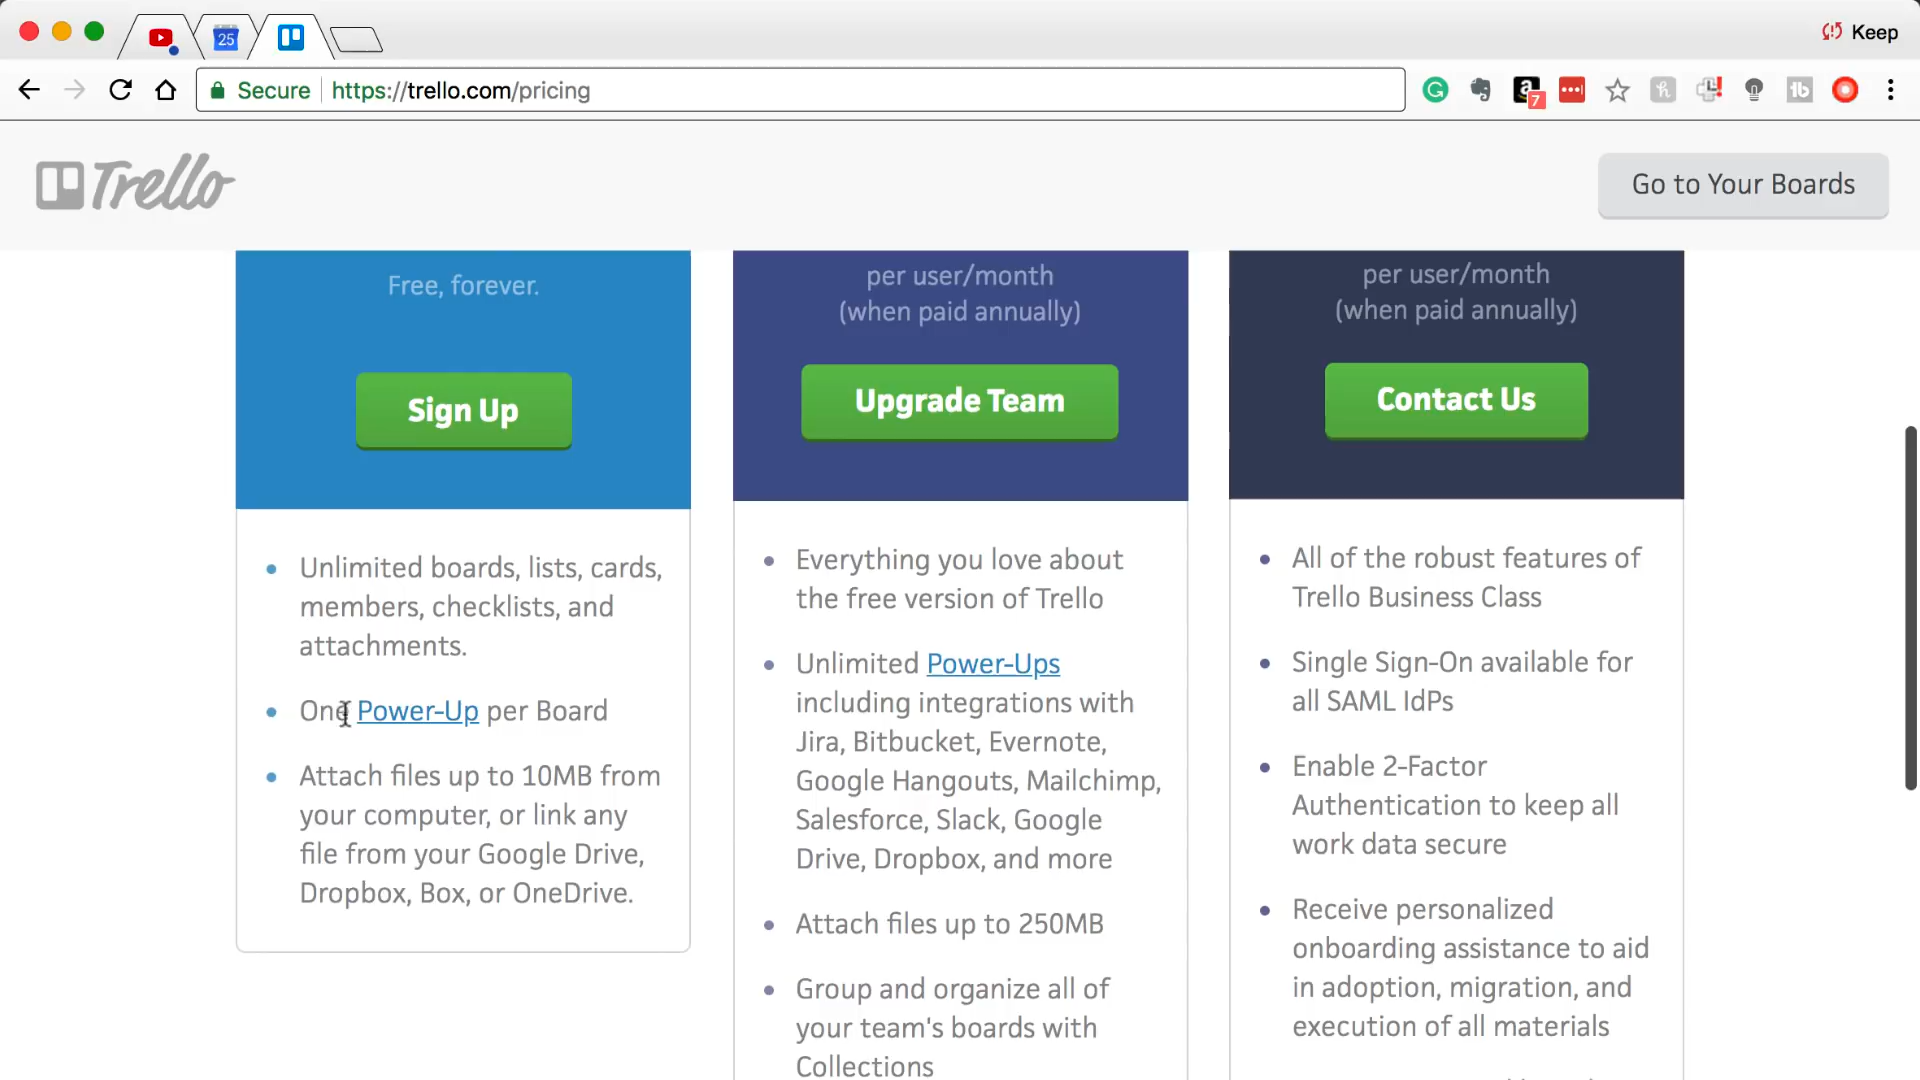 25
Keep
Secure
https://trello.com/pricing
7
Trello
Go to Your Boards
Free, forever.
Sign Up
Unlimited boards, lists, cards,
members, checklists, and
attachments.
One Power-Up per Board
Attach files up to 10MB from
your computer, or link any
file from your Google Drive,
Dropbox, Box, or OneDrive.
per user/month
(when paid annually)
Upgrade Team
Everything you love about
the free version of Trello
Unlimited Power-Ups
including integrations with
Jira, Bitbucket, Evernote,
Google Hangouts, Mailchimp,
Salesforce, Slack, Google
Drive, Dropbox, and more
Attach files up to 250MB
Group and organize all of
your team's boards with
Collections
per user/month
(when paid annually)
Contact Us
All of the robust features of
Trello Business Class
Single Sign-On available for
all SAML IdPs
Enable 2-Factor
Authentication to keep all
work data secure
Receive personalized
onboarding assistance to aid
in adoption, migration, and
execution of all materials